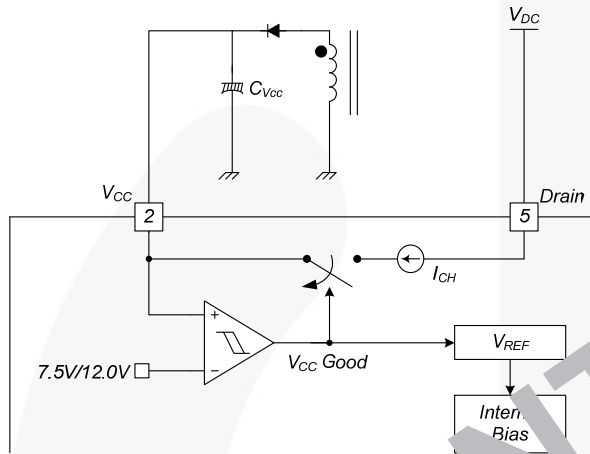 V_DC
C_Vcc
V_CC
2
5
Drain
I_CH
+
−
7.5V/12.0V
V_CC Good
V_REF
Bias